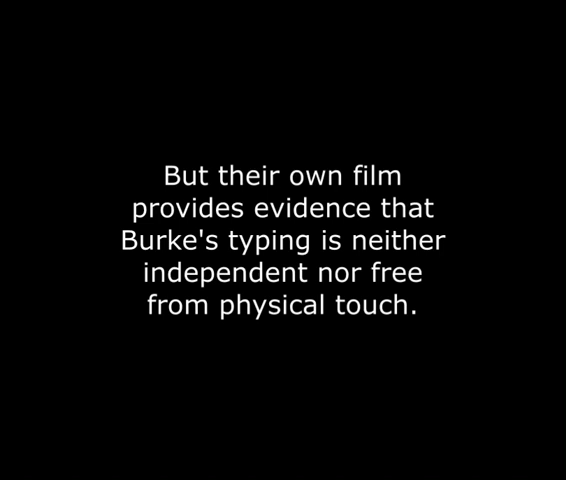 But their own film
provides evidence that
Burke's typing is neither
independent nor free
from physical touch.